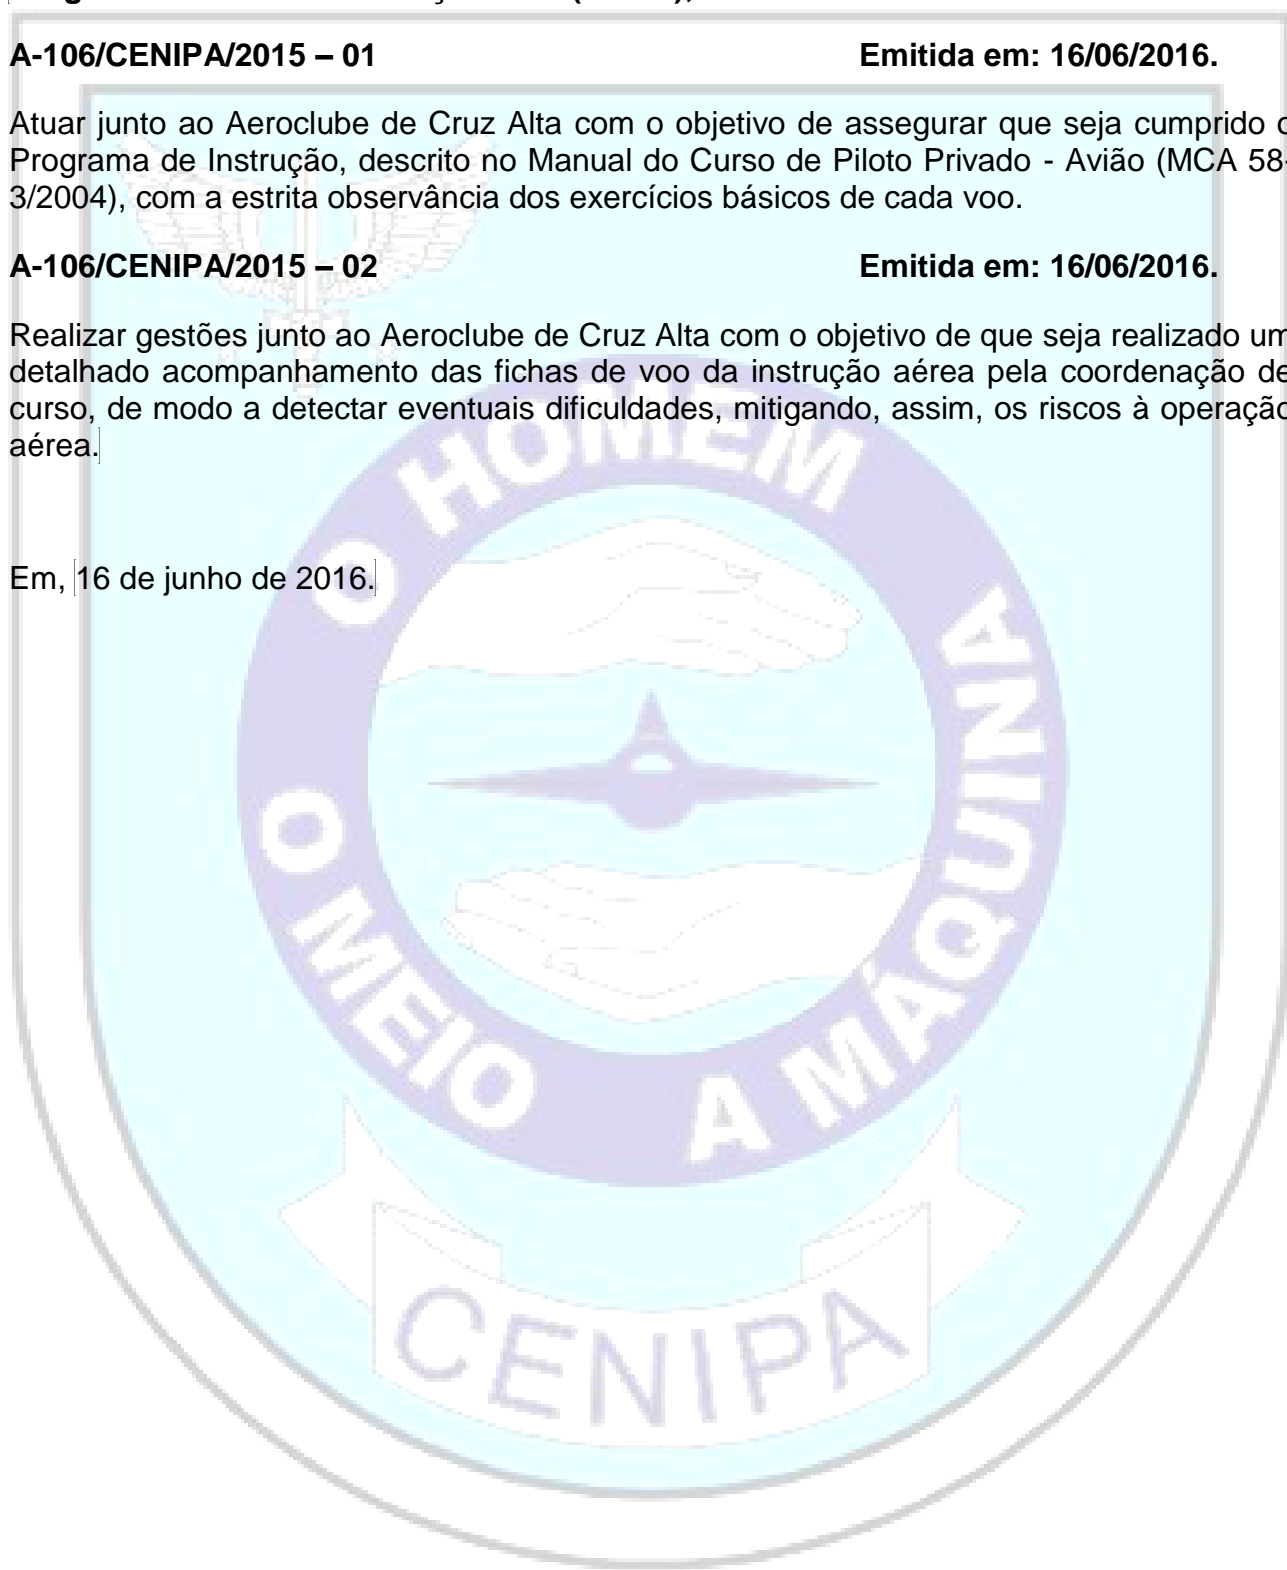 A-106/CENIPA/2015 – 01 Emitida em: 16/06/2016.
Atuar junto ao Aeroclube de Cruz Alta com o objetivo de assegurar que seja cumprido o
Programa de Instrução, descrito no Manual do Curso de Piloto Privado - Avião (MCA 58-
3/2004), com a estrita observância dos exercícios básicos de cada voo.
A-106/CENIPA/2015 – 02 Emitida em: 16/06/2016.
Realizar gestões junto ao Aeroclube de Cruz Alta com o objetivo de que seja realizado um
detalhado acompanhamento das fichas de voo da instrução aérea pela coordenação de
curso, de modo a detectar eventuais dificuldades, mitigando, assim, os riscos à operação
aérea.
Em, 16 de junho de 2016.
O HOMEM
O MEIO
A MÁQUINA
CENIPA